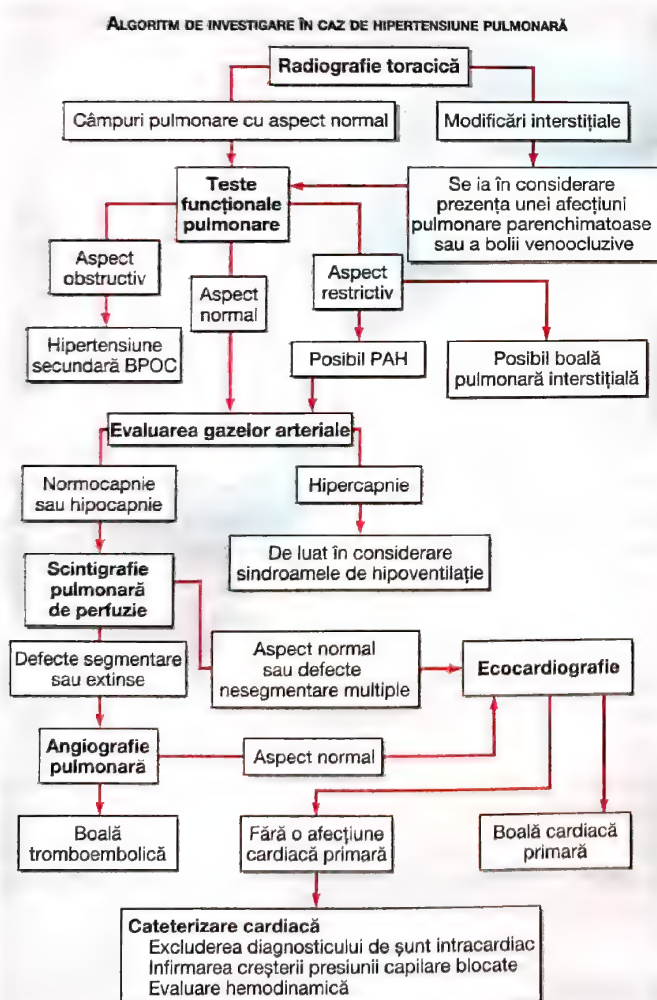 ALGORITM DE INVESTIGARE ÎN CAZ DE HIPERTENSIUNE PULMONARĂ
Radiografie toracică
Câmpuri pulmonare cu aspect normal
Modificări interstițiale
Teste
funcționale
pulmonare
Se ia în considerare
prezența unei afecțiuni
pulmonare parenchimatoase
sau a bolii venoocluzive
Aspect
obstructiv
Aspect
normal
Aspect
restrictiv
Hipertensiune
secundară BPOC
Posibil PAH
Posibil boală
pulmonară interstițială
Evaluarea gazelor arteriale
Normocapnie
sau hipocapnie
Hipercapnie
Scintigrafie
pulmonară
de perfuzie
De luat în considerare
sindroamele de hipoventilație
Defecte segmentare
sau extinse
Aspect normal
sau defecte
nesegmentare multiple
Ecocardiografie
Angiografie
pulmonară
Aspect normal
Boală
tromboembolică
Fără o afecțiune
cardiacă primară
Boală cardiacă
primară
Cateterizare cardiacă
Excluderea diagnosticului de șunt intracardiac
Infirmarea creșterii presiunii capilare blocate
Evaluare hemodinamică